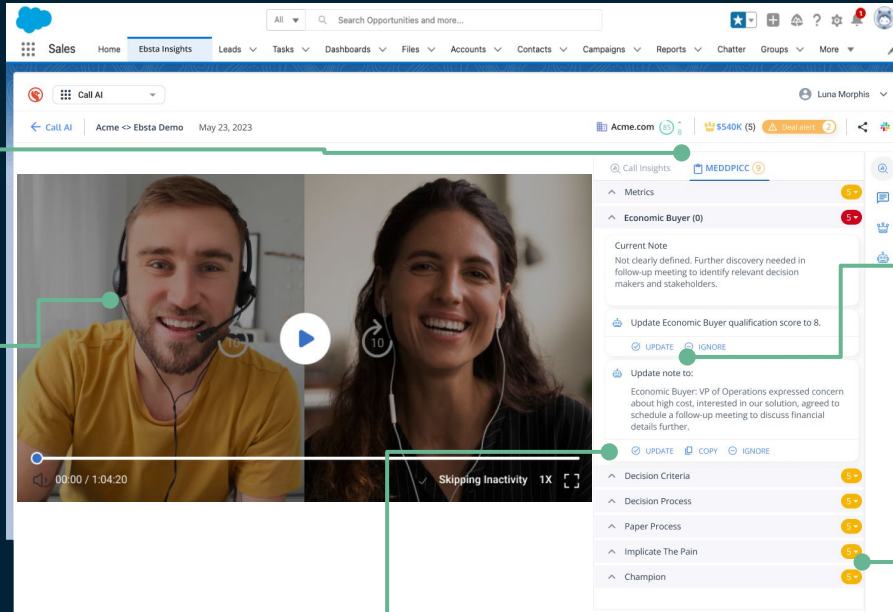 All
Search Opportunities and more...
1
Sales
Home
Ebsta Insights
Leads
Tasks
Dashboards
Files
Accounts
Contacts
Campaigns
Reports
Chatter
Groups
More
Call AI
Luna Morphis
Call AI
Acme <> Ebsta Demo
May 23, 2023
Acme.com
85
$540K (5)
Deal alert 2
Call Insights
MEDDPICC 9
Metrics
5
Economic Buyer (0)
5
Current Note
Not clearly defined. Further discovery needed in
follow-up meeting to identify relevant decision
makers and stakeholders.
Update Economic Buyer qualification score to 8.
UPDATE
IGNORE
Update note to:
Economic Buyer: VP of Operations expressed concern
about high cost, interested in our solution, agreed to
schedule a follow-up meeting to discuss financial
details further.
UPDATE
COPY
IGNORE
Decision Criteria
5
Decision Process
5
Paper Process
5
Implicate The Pain
5
Champion
5
10
10
00:00 / 1:04:20
Skipping Inactivity
1X